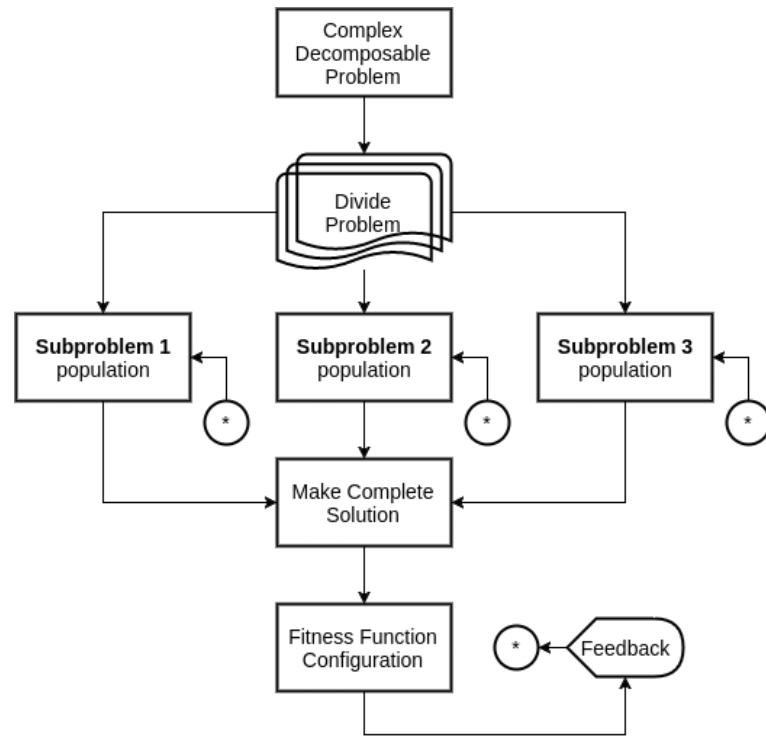 Complex
Decomposable
Problem
Divide
Problem
Subproblem 1
population
Subproblem 2
population
Subproblem 3
population
*
*
*
Make Complete
Solution
Fitness Function
Configuration
*
Feedback